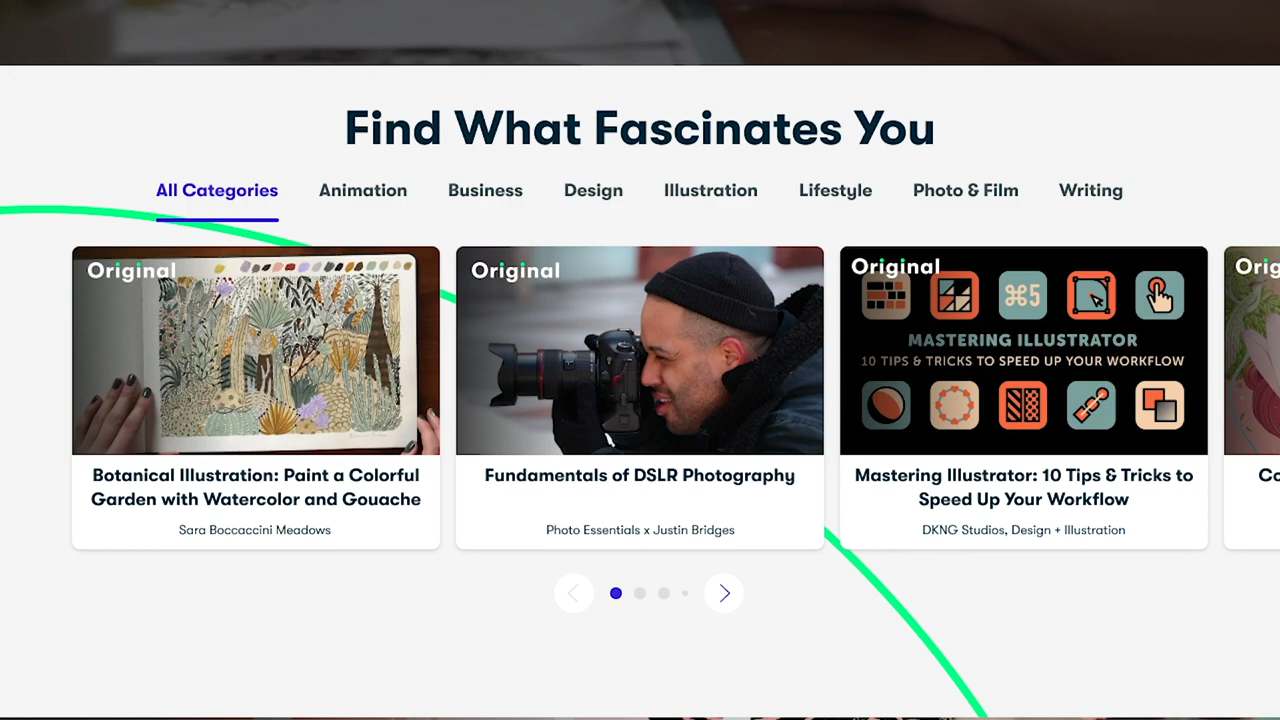 Find What Fascinates You
All Categories Animation Business Design Illustration Lifestyle Photo & Film Writing
Original
Botanical Illustration: Paint a Colorful
Garden with Watercolor and Gouache
Sara Boccaccini Meadows
Original
Fundamentals of DSLR Photography
Photo Essentials x Justin Bridges
Original
⌘5
MASTERING ILLUSTRATOR
10 TIPS & TRICKS TO SPEED UP YOUR WORKFLOW
Mastering Illustrator: 10 Tips & Tricks to
Speed Up Your Workflow
DKNG Studios, Design + Illustration